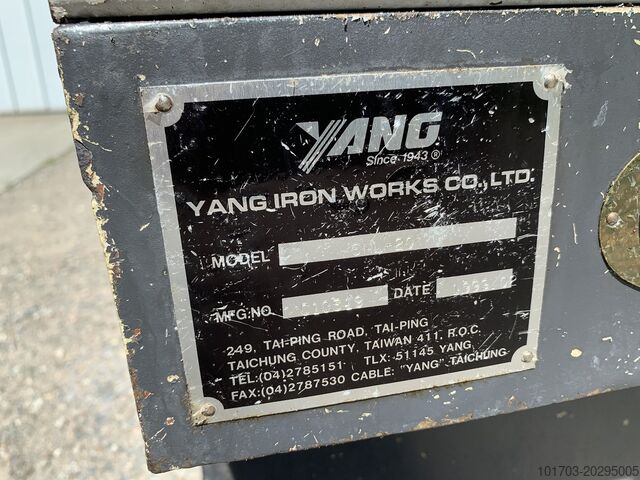 YANG
Since 1943 ®
YANG IRON WORKS CO., LTD.
MODEL
MFG.NO DATE
249, TAI-PING ROAD, TAI-PING
TAICHUNG COUNTY, TAIWAN 411, R.O.C.
TEL:(04)2785151 TLX: 51145 YANG
FAX:(04)2787530 CABLE: "YANG" TAICHUNG
101703-20295005